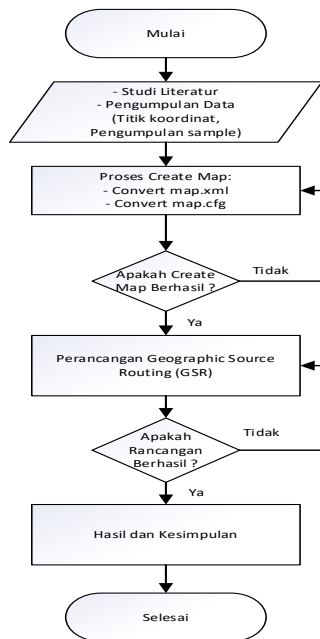 Mulai
- Studi Literatur
- Pengumpulan Data
(Titik koordinat,
Pengumpulan sample)
Proses Create Map:
- Convert map.xml
- Convert map.cfg
Apakah Create
Map Berhasil ?
Tidak
Ya
Perancangan Geographic Source
Routing (GSR)
Apakah
Rancangan
Berhasil ?
Tidak
Ya
Hasil dan Kesimpulan
Selesai